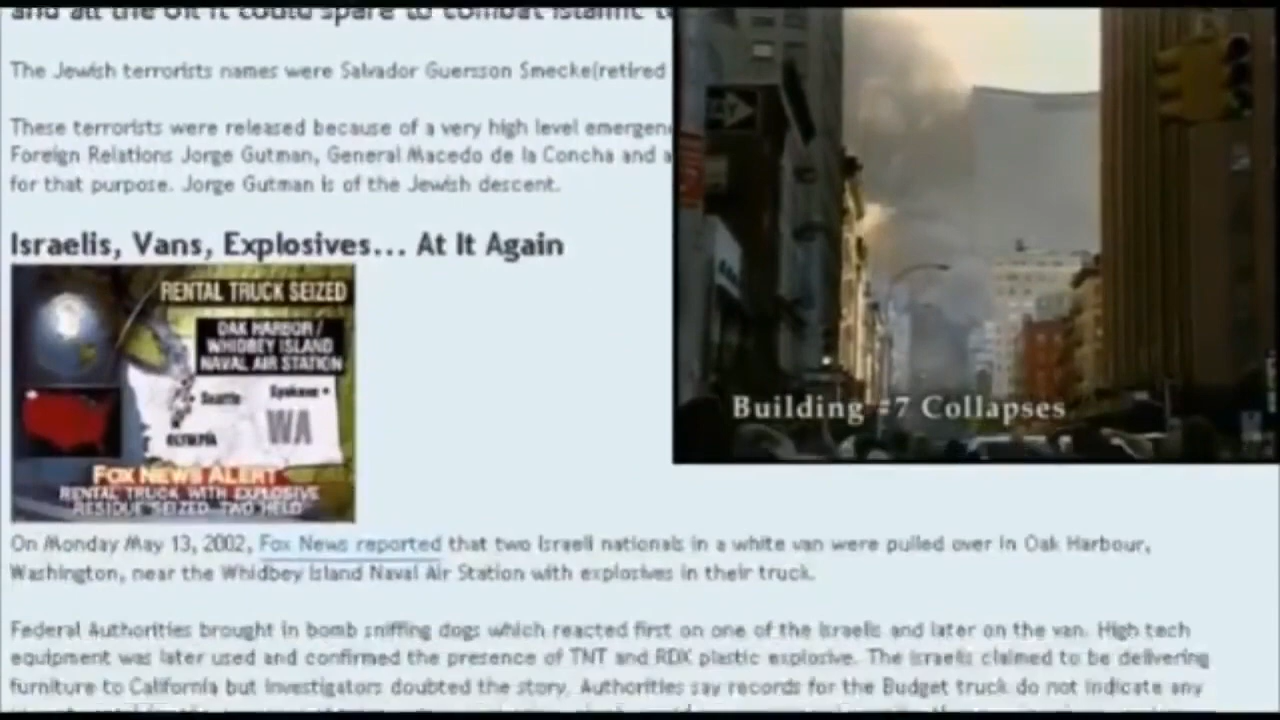 and all the oil it could spare to combat Islamic
The Jewish terrorists names were Salvador Guersson Smecke(retired
These terrorists were released because of a very high level
Foreign Relations Jorge Gutman, General Macedo de la Concha and a
for that purpose. Jorge Gutman is of the Jewish descent.
Israelis, Vans, Explosives... At It Again
RENTAL TRUCK SEIZED
OAK HARBOR /
WHIDBEY ISLAND
NAVAL AIR STATION
Seattle
Spokane
OLYMPIA
WA
FOX NEWS ALERT
RENTAL TRUCK WITH EXPLOSIVE
RESIDUE SEIZED, TWO HELD
Building #7 Collapses
On Monday May 13, 2002, Fox News reported that two Israeli nationals in a white van were pulled over in Oak Harbour,
Washington, near the Whidbey Island Naval Air Station with explosives in their truck.
Federal Authorities brought in bomb sniffing dogs which reacted first on one of the Israelis and later on the van. High tech
equipment was later used and confirmed the presence of TNT and RDX plastic explosive. The Israelis claimed to be delivering
furniture to California but investigators doubted the story. Authorities say records for the Budget truck do not indicate any